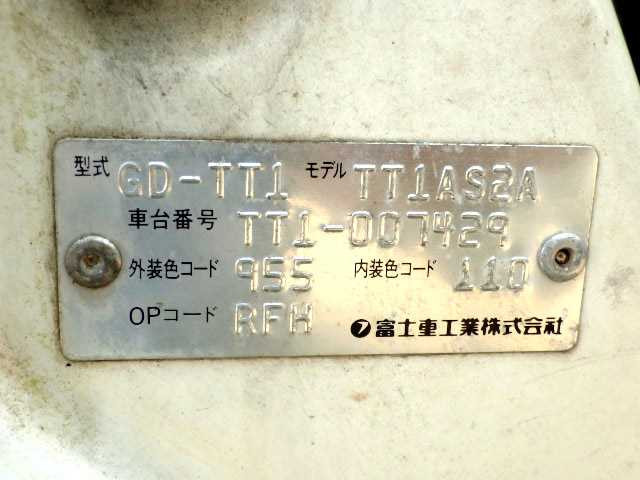 型式 GD-TT1 モデル TT1AS2A
車台番号 TT1-007429
外装色コード 955 内装色コード 110
OPコード RFH 富士重工業株式会社